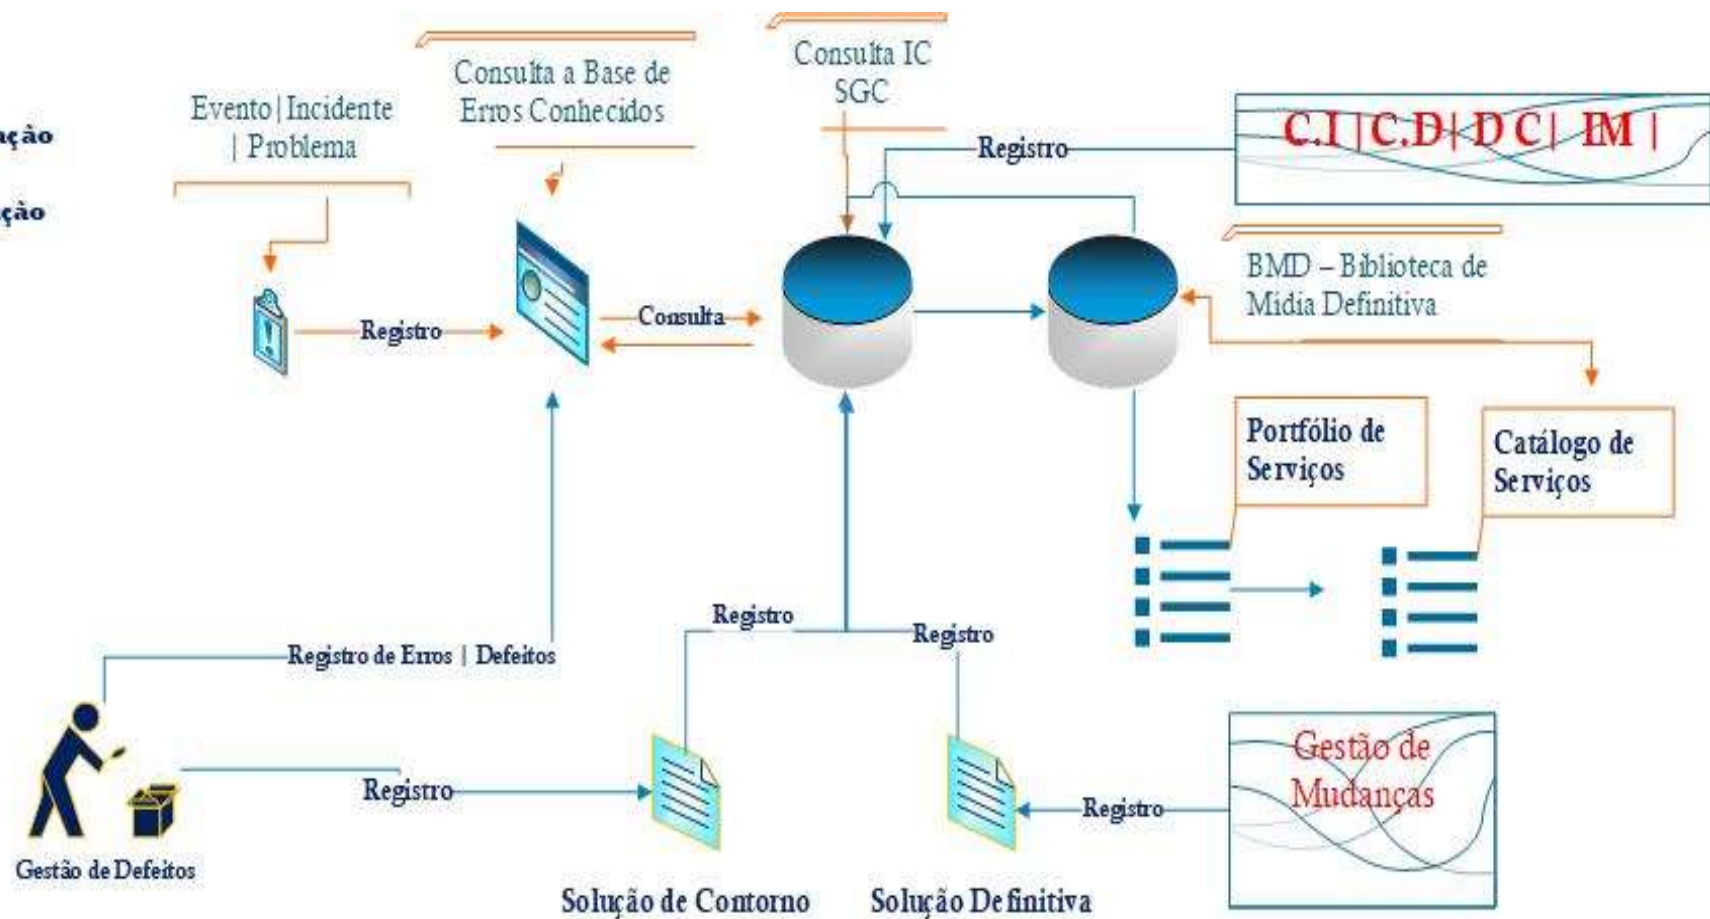 Consulta IC
SGC
Consulta a Base de
Erros Conhecidos
Evento|Incidente
| Problema
ação
ção
Registro
C.I |C.D| D C| IM |
BMD – Biblioteca de
Mídia Definitiva
Registro
Consulta
Portfólio de
Serviços
Catálogo de
Serviços
Registro
Registro
Registro de Erros | Defeitos
Gestão de
Mudanças
Registro
Registro
Gestão de Defeitos
Solução de Contorno
Solução Definitiva